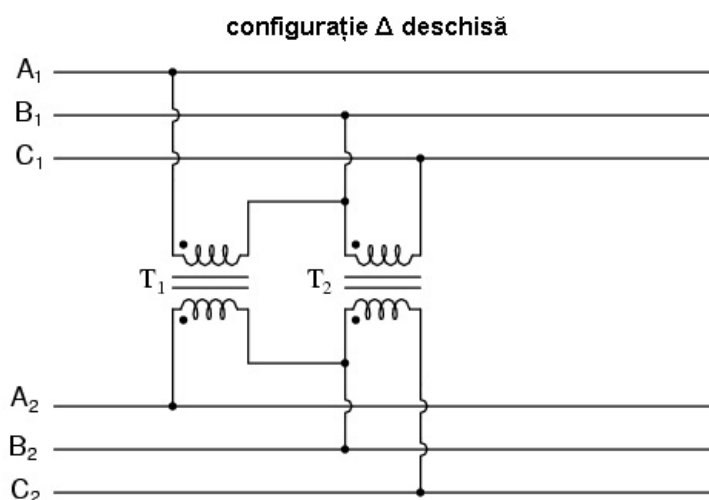 configurație Δ deschisă
A₁
B₁
C₁
T₁ T₂
A₂
B₂
C₂